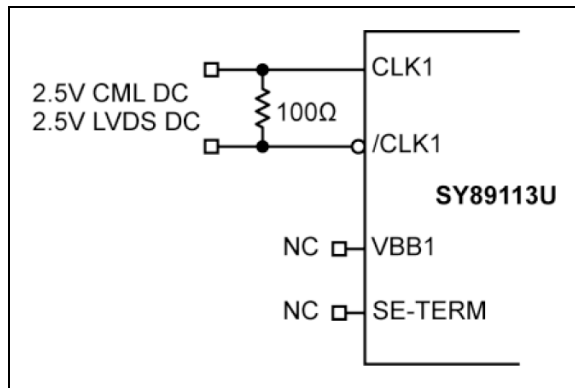 CLK1
2.5V CML DC
2.5V LVDS DC
100Ω
/CLK1
SY89113U
NC VBB1
NC SE-TERM